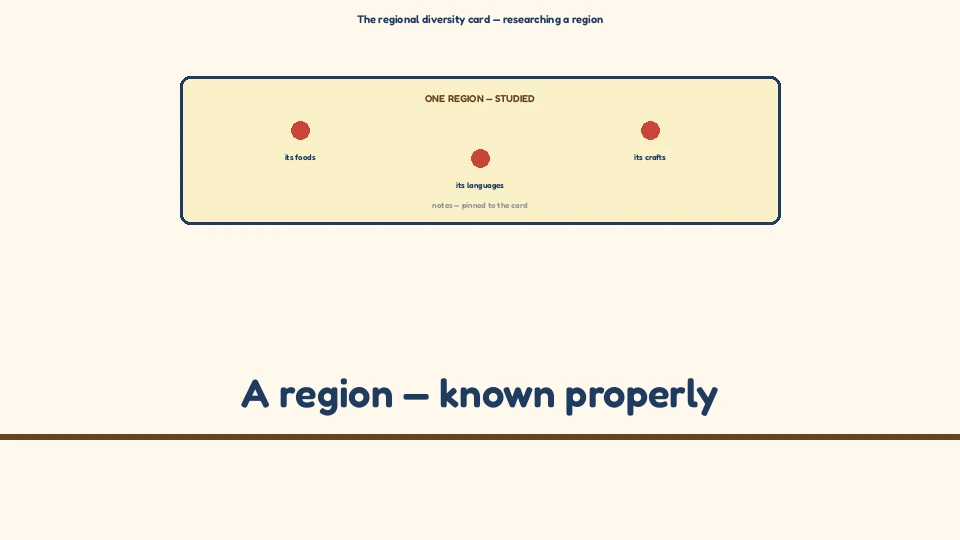 The regional diversity card — researching a region
ONE REGION — STUDIED
its foods
its crafts
its languages
notes — pinned to the card
A region — known properly